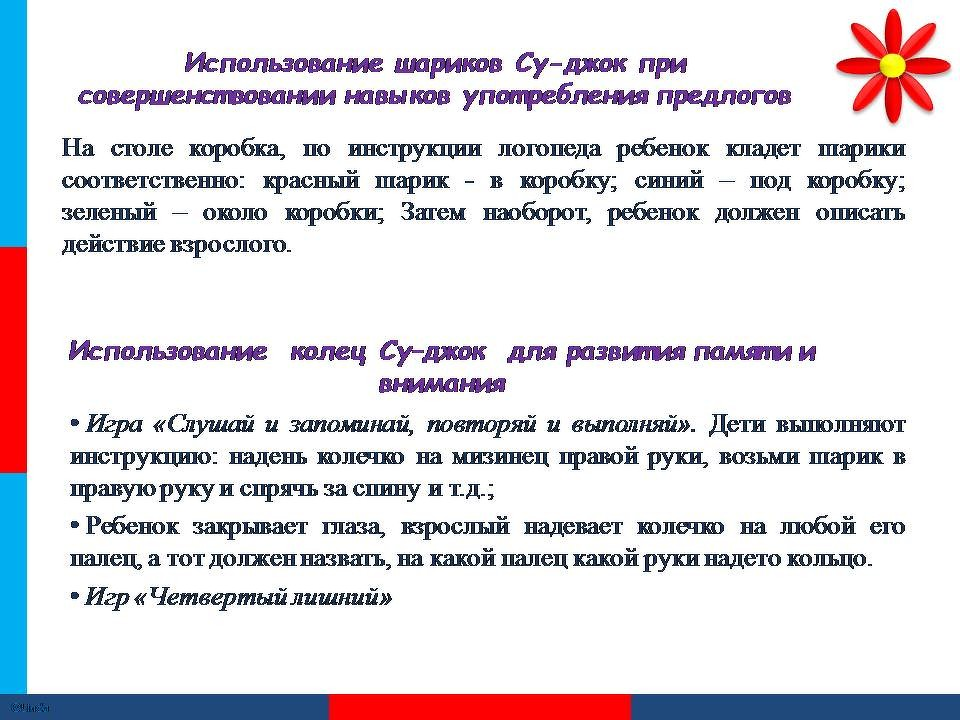 Использование шариков Су-джок при
совершенствовании навыков употребления предлогов
На столе коробка, по инструкции логопеда ребенок кладет шарики
соответственно: красный шарик - в коробку; синий – под коробку;
зеленый – около коробки; Затем наоборот, ребенок должен описать
действие взрослого.
Использование колец Су-джок для развития памяти и
внимания
• Игра «Слушай и запоминай, повторяй и выполняй». Дети выполняют
инструкцию: надень колечко на мизинец правой руки, возьми шарик в
правую руку и спрячь за спину и т.д.;
• Ребенок закрывает глаза, взрослый надевает колечко на любой его
палец, а тот должен назвать, на какой палец какой руки надето кольцо.
• Игр «Четвертый лишний»